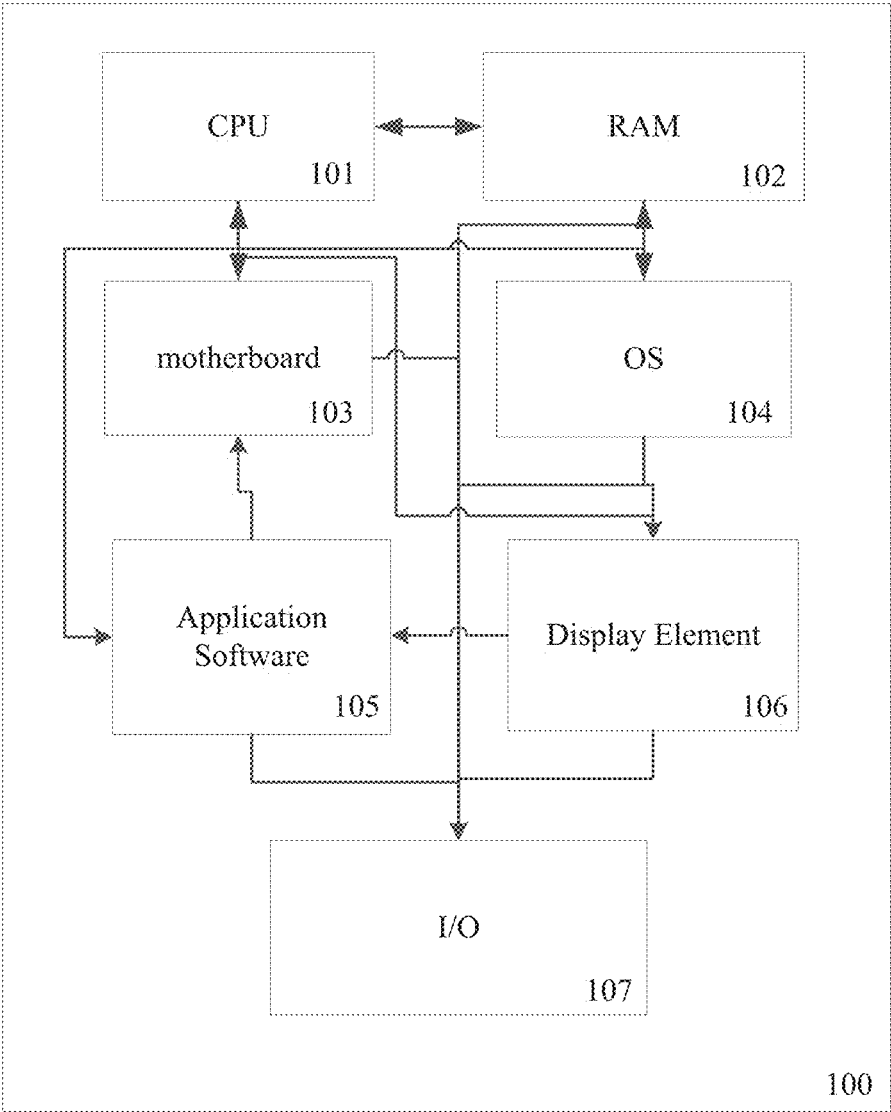 CPU
101
RAM
102
motherboard
103
OS
104
Application
Software
105
Display Element
106
I/O
107
100